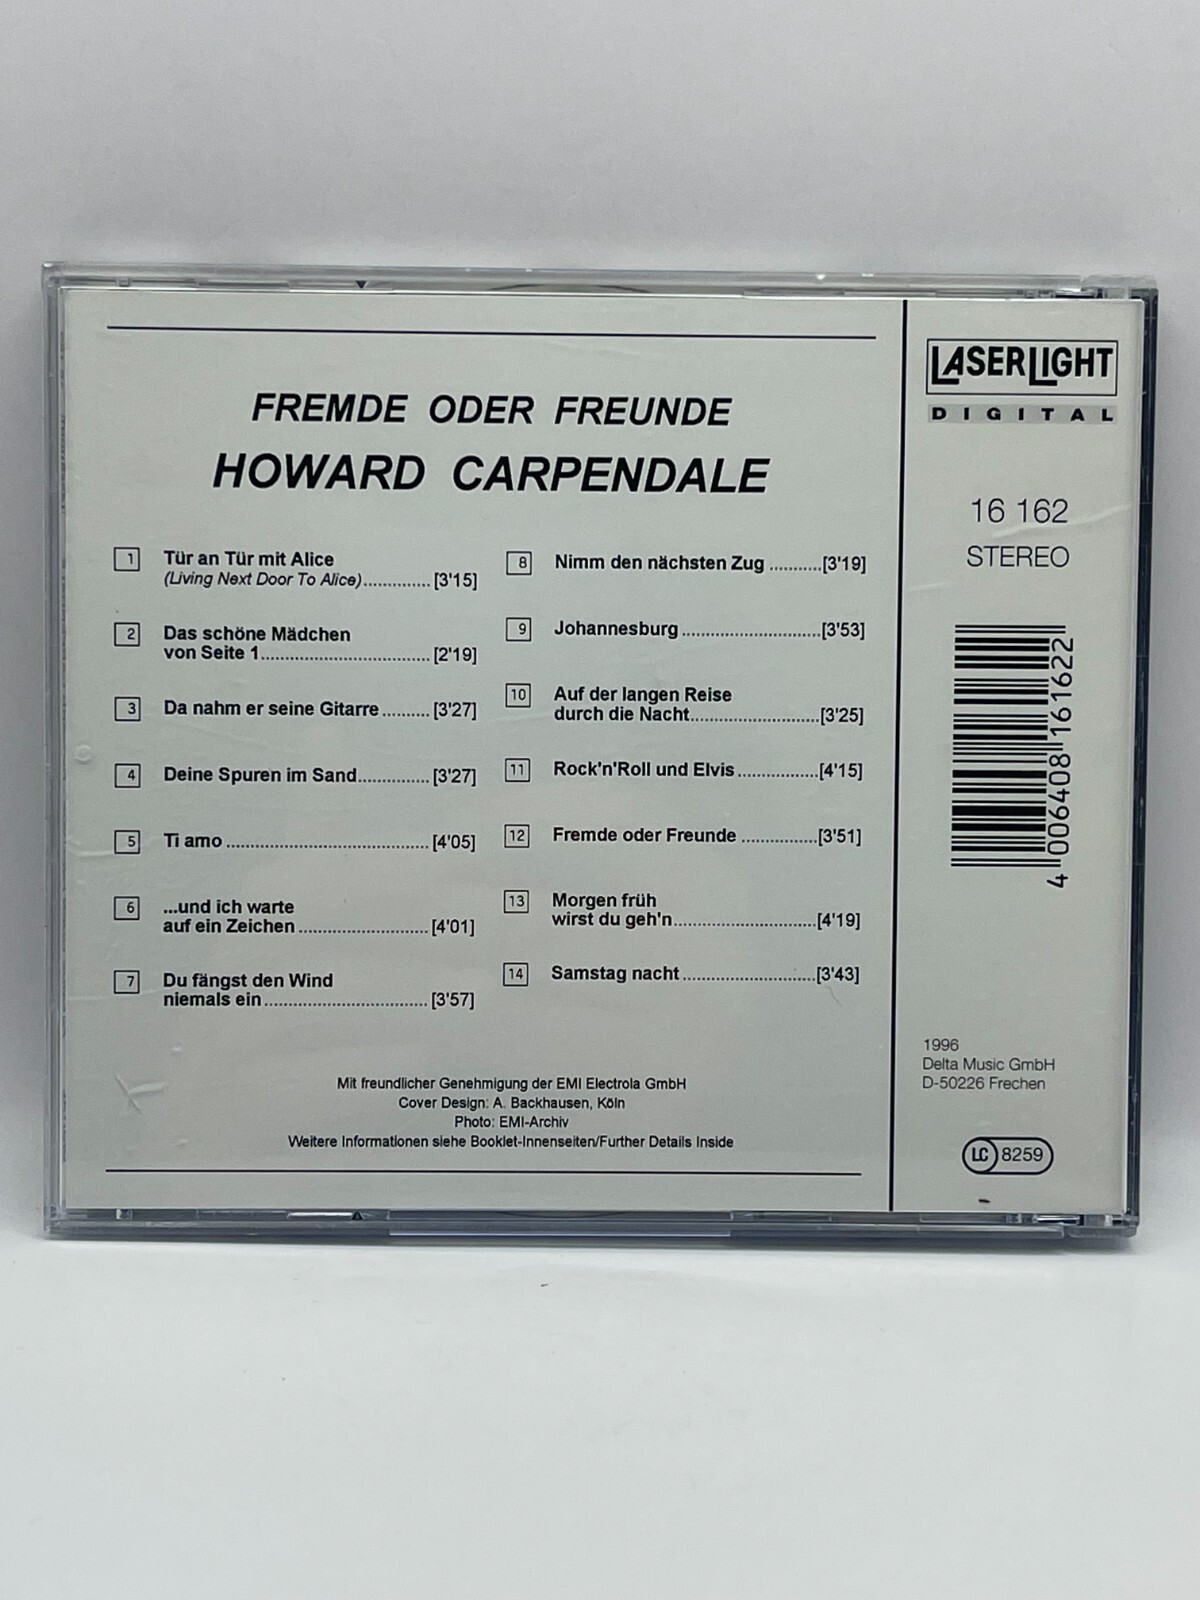 FREMDE ODER FREUNDE
HOWARD CARPENDALE
1 Tür an Tür mit Alice
(Living Next Door To Alice).............. [3'15]
2 Das schöne Mädchen
von Seite 1................................... [2'19]
3 Da nahm er seine Gitarre .......... [3'27]
4 Deine Spuren im Sand............... [3'27]
5 Ti amo .......................................... [4'05]
6 ...und ich warte
auf ein Zeichen ........................... [4'01]
7 Du fängst den Wind
niemals ein .................................. [3'57]
8 Nimm den nächsten Zug ...........[3'19]
9 Johannesburg .............................[3'53]
10 Auf der langen Reise
durch die Nacht...........................[3'25]
11 Rock'n'Roll und Elvis .................[4'15]
12 Fremde oder Freunde ................[3'51]
13 Morgen früh
wirst du geh'n..............................[4'19]
14 Samstag nacht ............................[3'43]
Mit freundlicher Genehmigung der EMI Electrola GmbH
Cover Design: A. Backhausen, Köln
Photo: EMI-Archiv
Weitere Informationen siehe Booklet-Innenseiten/Further Details Inside
LASERLIGHT
DIGITAL
16 162
STEREO
4 006408 161622
1996
Delta Music GmbH
D-50226 Frechen
LC 8259